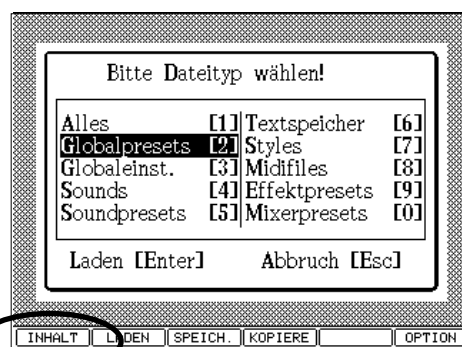 Bitte Dateityp wählen!
Alles [1] Textspeicher [6]
Globalpresets [2] Styles [7]
Globaleinst. [3] Midifiles [8]
Sounds [4] Effektpresets [9]
Soundpresets [5] Mixerpresets [0]
Laden [Enter] Abbruch [Esc]
INHALT LADEN SPEICH. KOPIERE OPTION